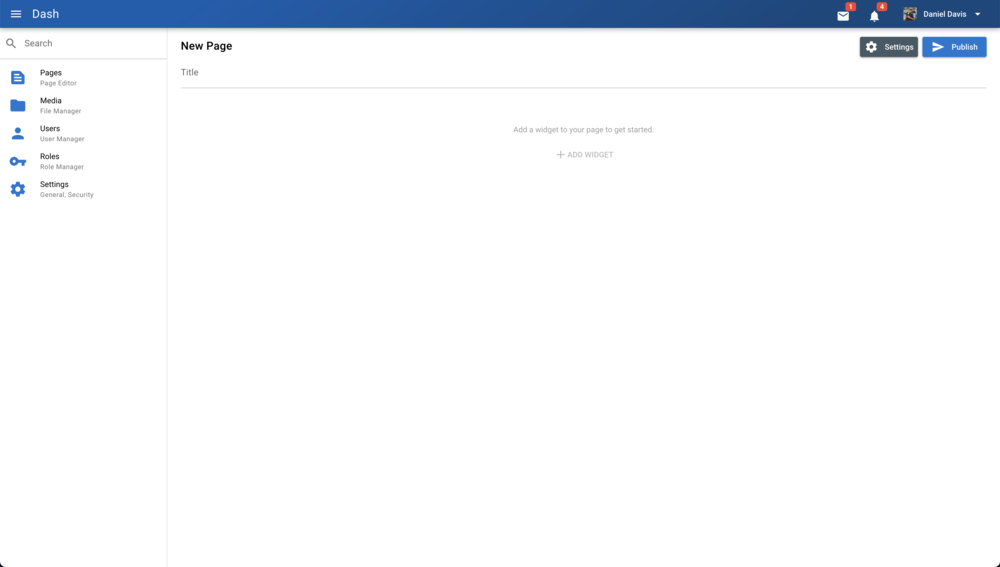 Dash
1
4
Daniel Davis
Search
New Page
Settings
Publish
Title
Pages
Page Editor
Media
File Manager
Users
User Manager
Roles
Role Manager
Settings
General, Security
Add a widget to your page to get started.
ADD WIDGET